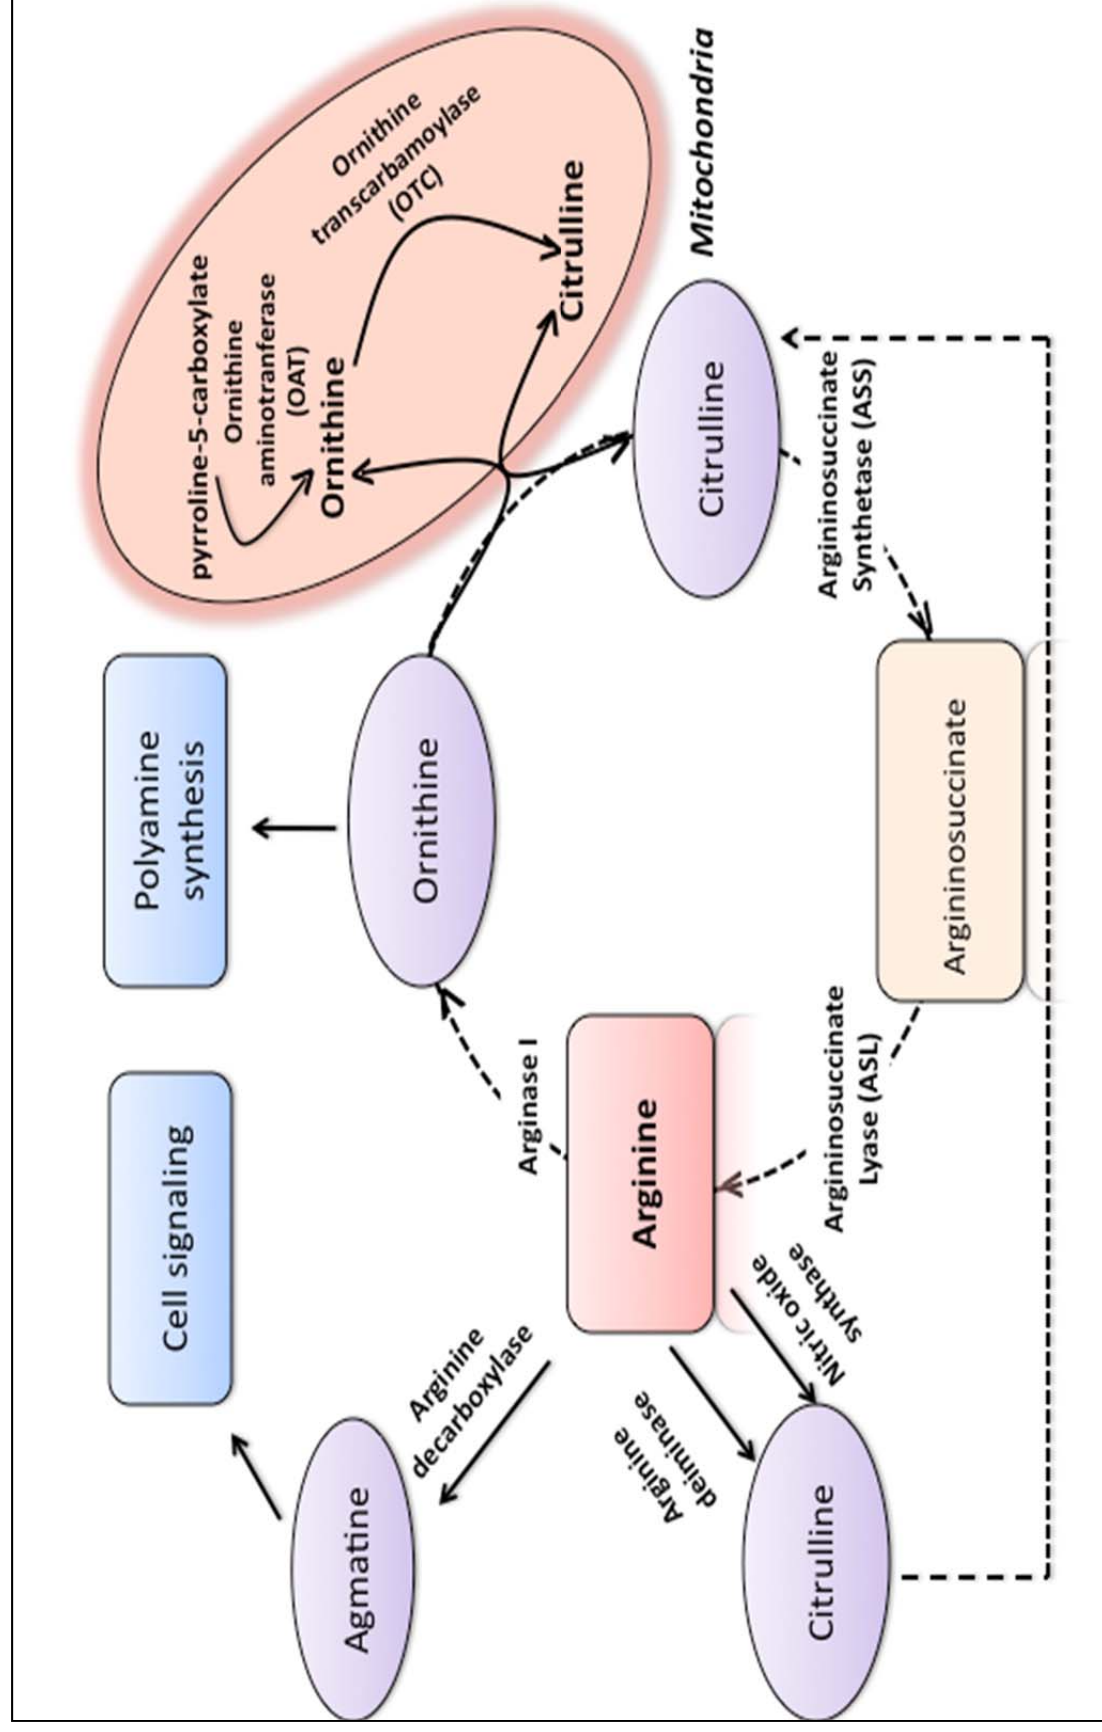 Cell signaling
Polyamine
synthesis
pyrroline-5-carboxylate
Ornithine
aminotranferase
(OAT)
Ornithine
Ornithine
transcarbamoylase
(OTC)
Citrulline
Mitochondria
Agmatine
Arginine
decarboxylase
Arginase I
Ornithine
Arginine
Arginine
deiminase
Nitric oxide
synthase
Citrulline
Argininosuccinate
Lyase (ASL)
Argininosuccinate
Argininosuccinate
Synthetase (ASS)
Citrulline